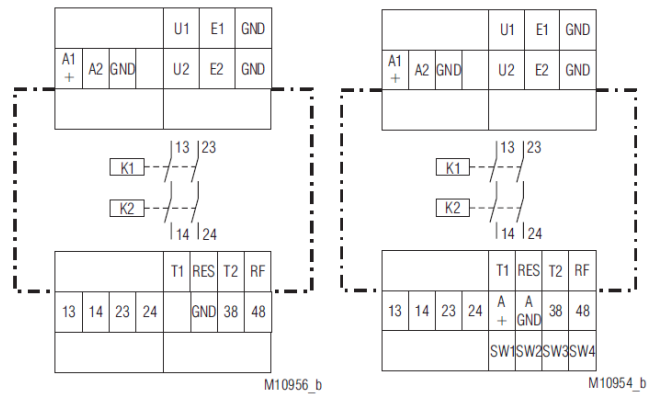 U1 E1 GND
A1 + A2 GND U2 E2 GND
13 23
K1
K2
14 24
T1 RES T2 RF
13 14 23 24 GND 38 48
M10956_b
U1 E1 GND
A1 + A2 GND U2 E2 GND
13 23
K1
K2
14 24
T1 RES T2 RF
13 14 23 24 A + A GND 38 48
SW1 SW2 SW3 SW4
M10954_b